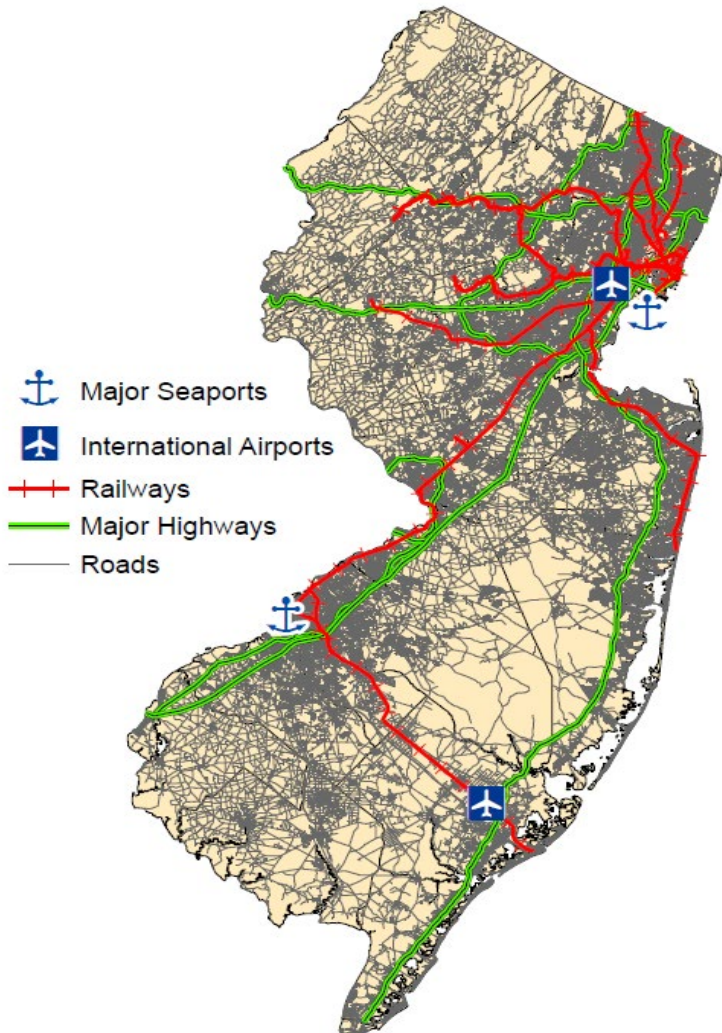 Major Seaports
International Airports
Railways
Major Highways
Roads